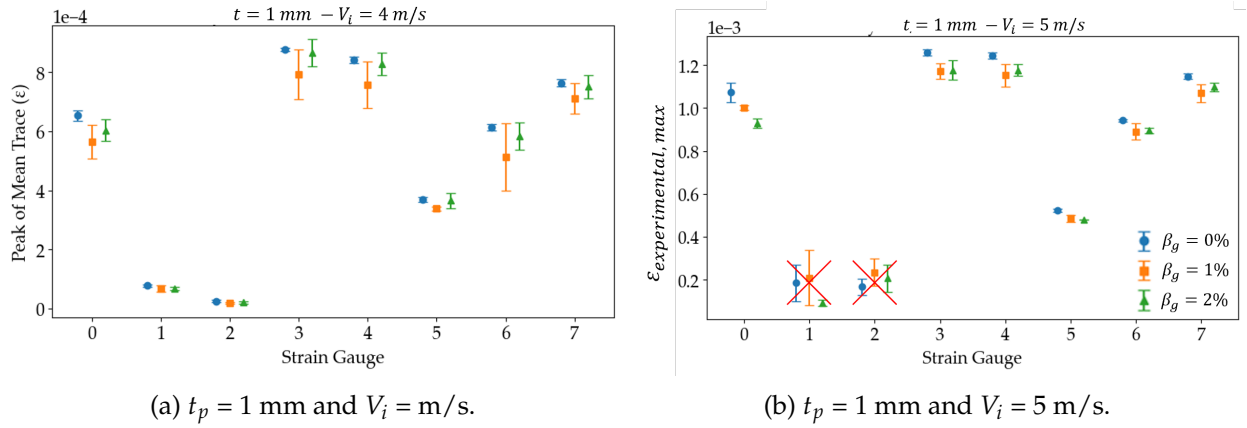 1e−4
t = 1 mm − V_i = 4 m/s
Peak of Mean Trace (ε)
8
6
4
2
0
0 1 2 3 4 5 6 7
Strain Gauge
(a) t_p = 1 mm and V_i = m/s.
1e−3
t = 1 mm − V_i = 5 m/s
ε_experimental, max
1.2
1.0
0.8
0.6
0.4
0.2
β_g = 0%
β_g = 1%
β_g = 2%
0 1 2 3 4 5 6 7
Strain Gauge
(b) t_p = 1 mm and V_i = 5 m/s.